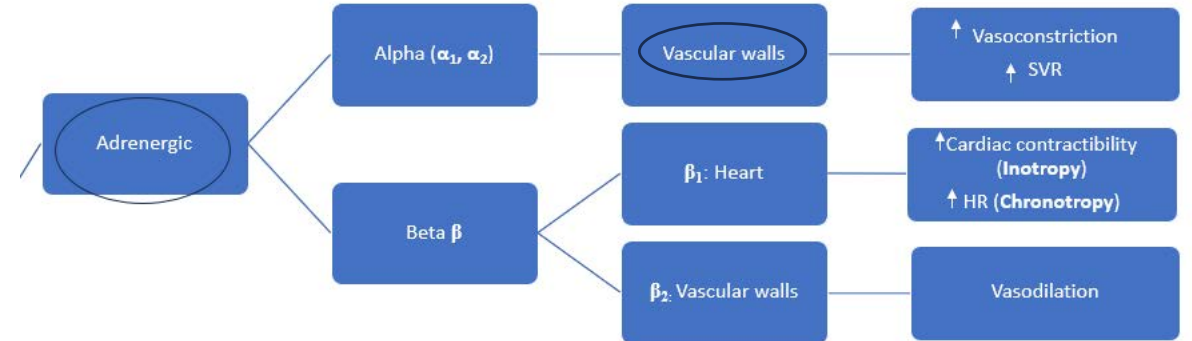 Adrenergic
Alpha (α₁, α₂)
Vascular walls
↑ Vasoconstriction
↑ SVR
Beta β
β₁: Heart
↑Cardiac contractibility
(Inotropy)
↑ HR (Chronotropy)
β₂: Vascular walls
Vasodilation